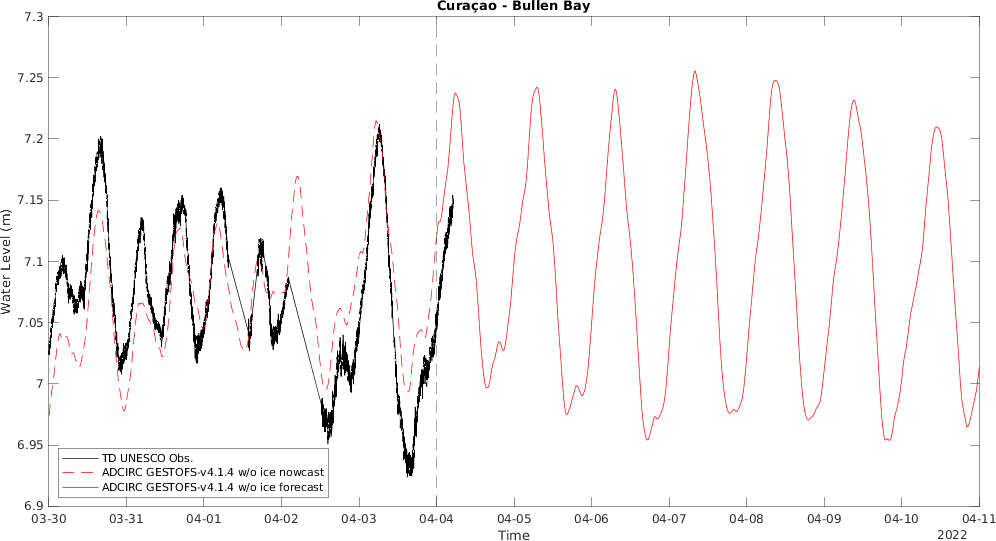 Curaçao - Bullen Bay
7.3
7.25
7.2
7.15
7.1
7.05
7
6.95
6.9
Water Level (m)
TD UNESCO Obs.
ADCIRC GESTOFS-v4.1.4 w/o ice nowcast
ADCIRC GESTOFS-v4.1.4 w/o ice forecast
03-30 03-31 04-01 04-02 04-03 04-04 04-05 04-06 04-07 04-08 04-09 04-10 04-11
Time
2022